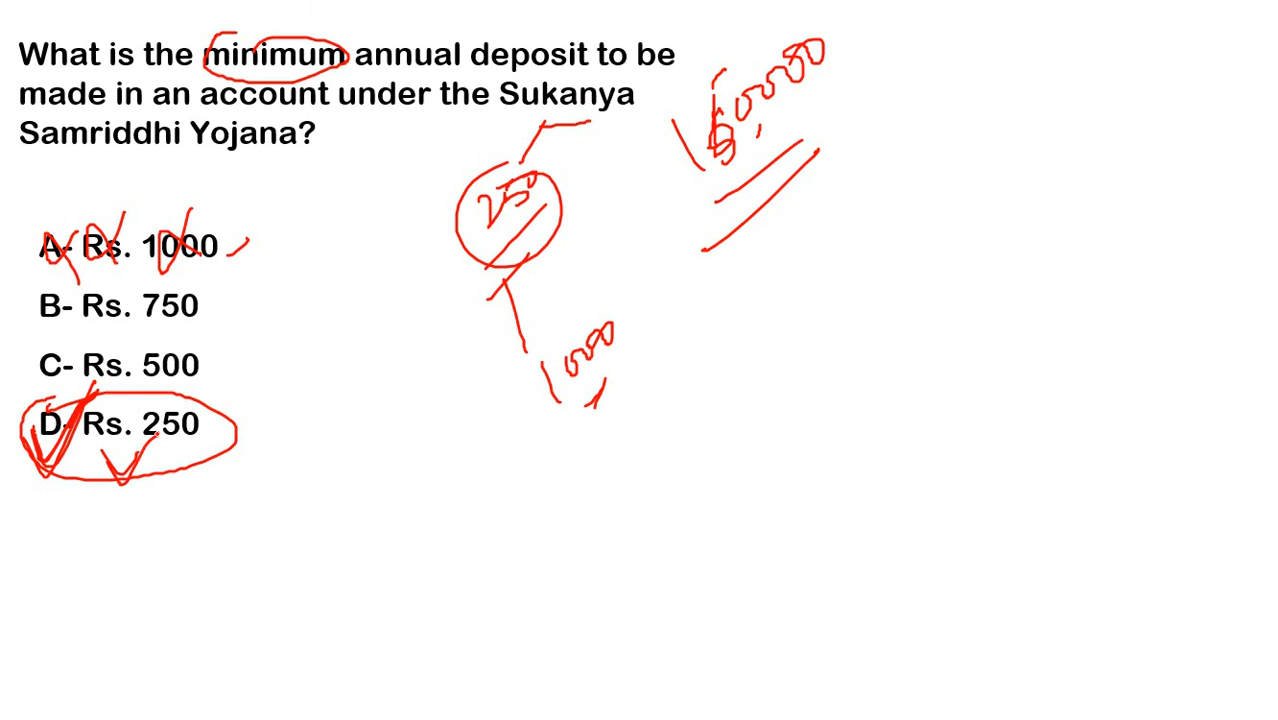 What is the minimum annual deposit to be
made in an account under the Sukanya
Samriddhi Yojana?
A- Rs. 1000
B- Rs. 750
C- Rs. 500
D- Rs. 250
250
1000